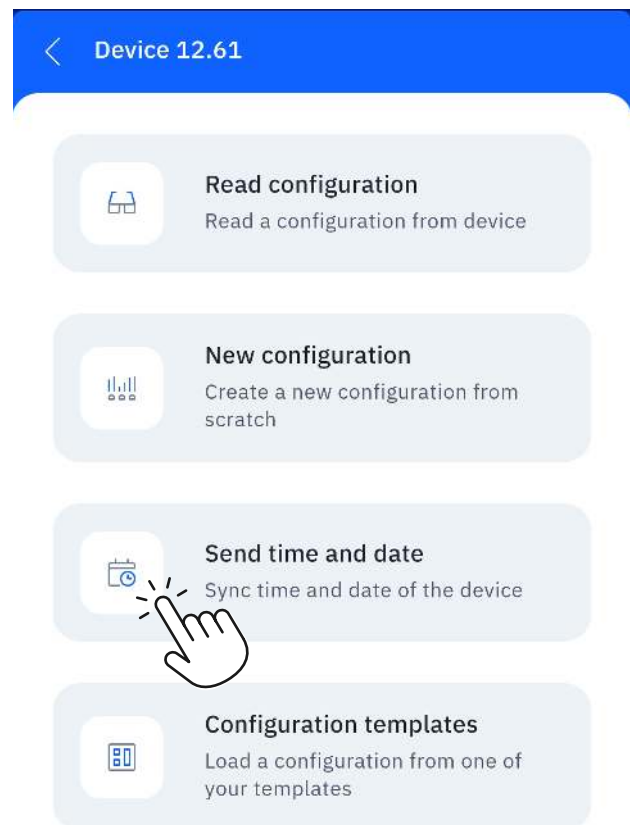 Device 12.61
Read configuration
Read a configuration from device
New configuration
Create a new configuration from
scratch
Send time and date
Sync time and date of the device
Configuration templates
Load a configuration from one of
your templates